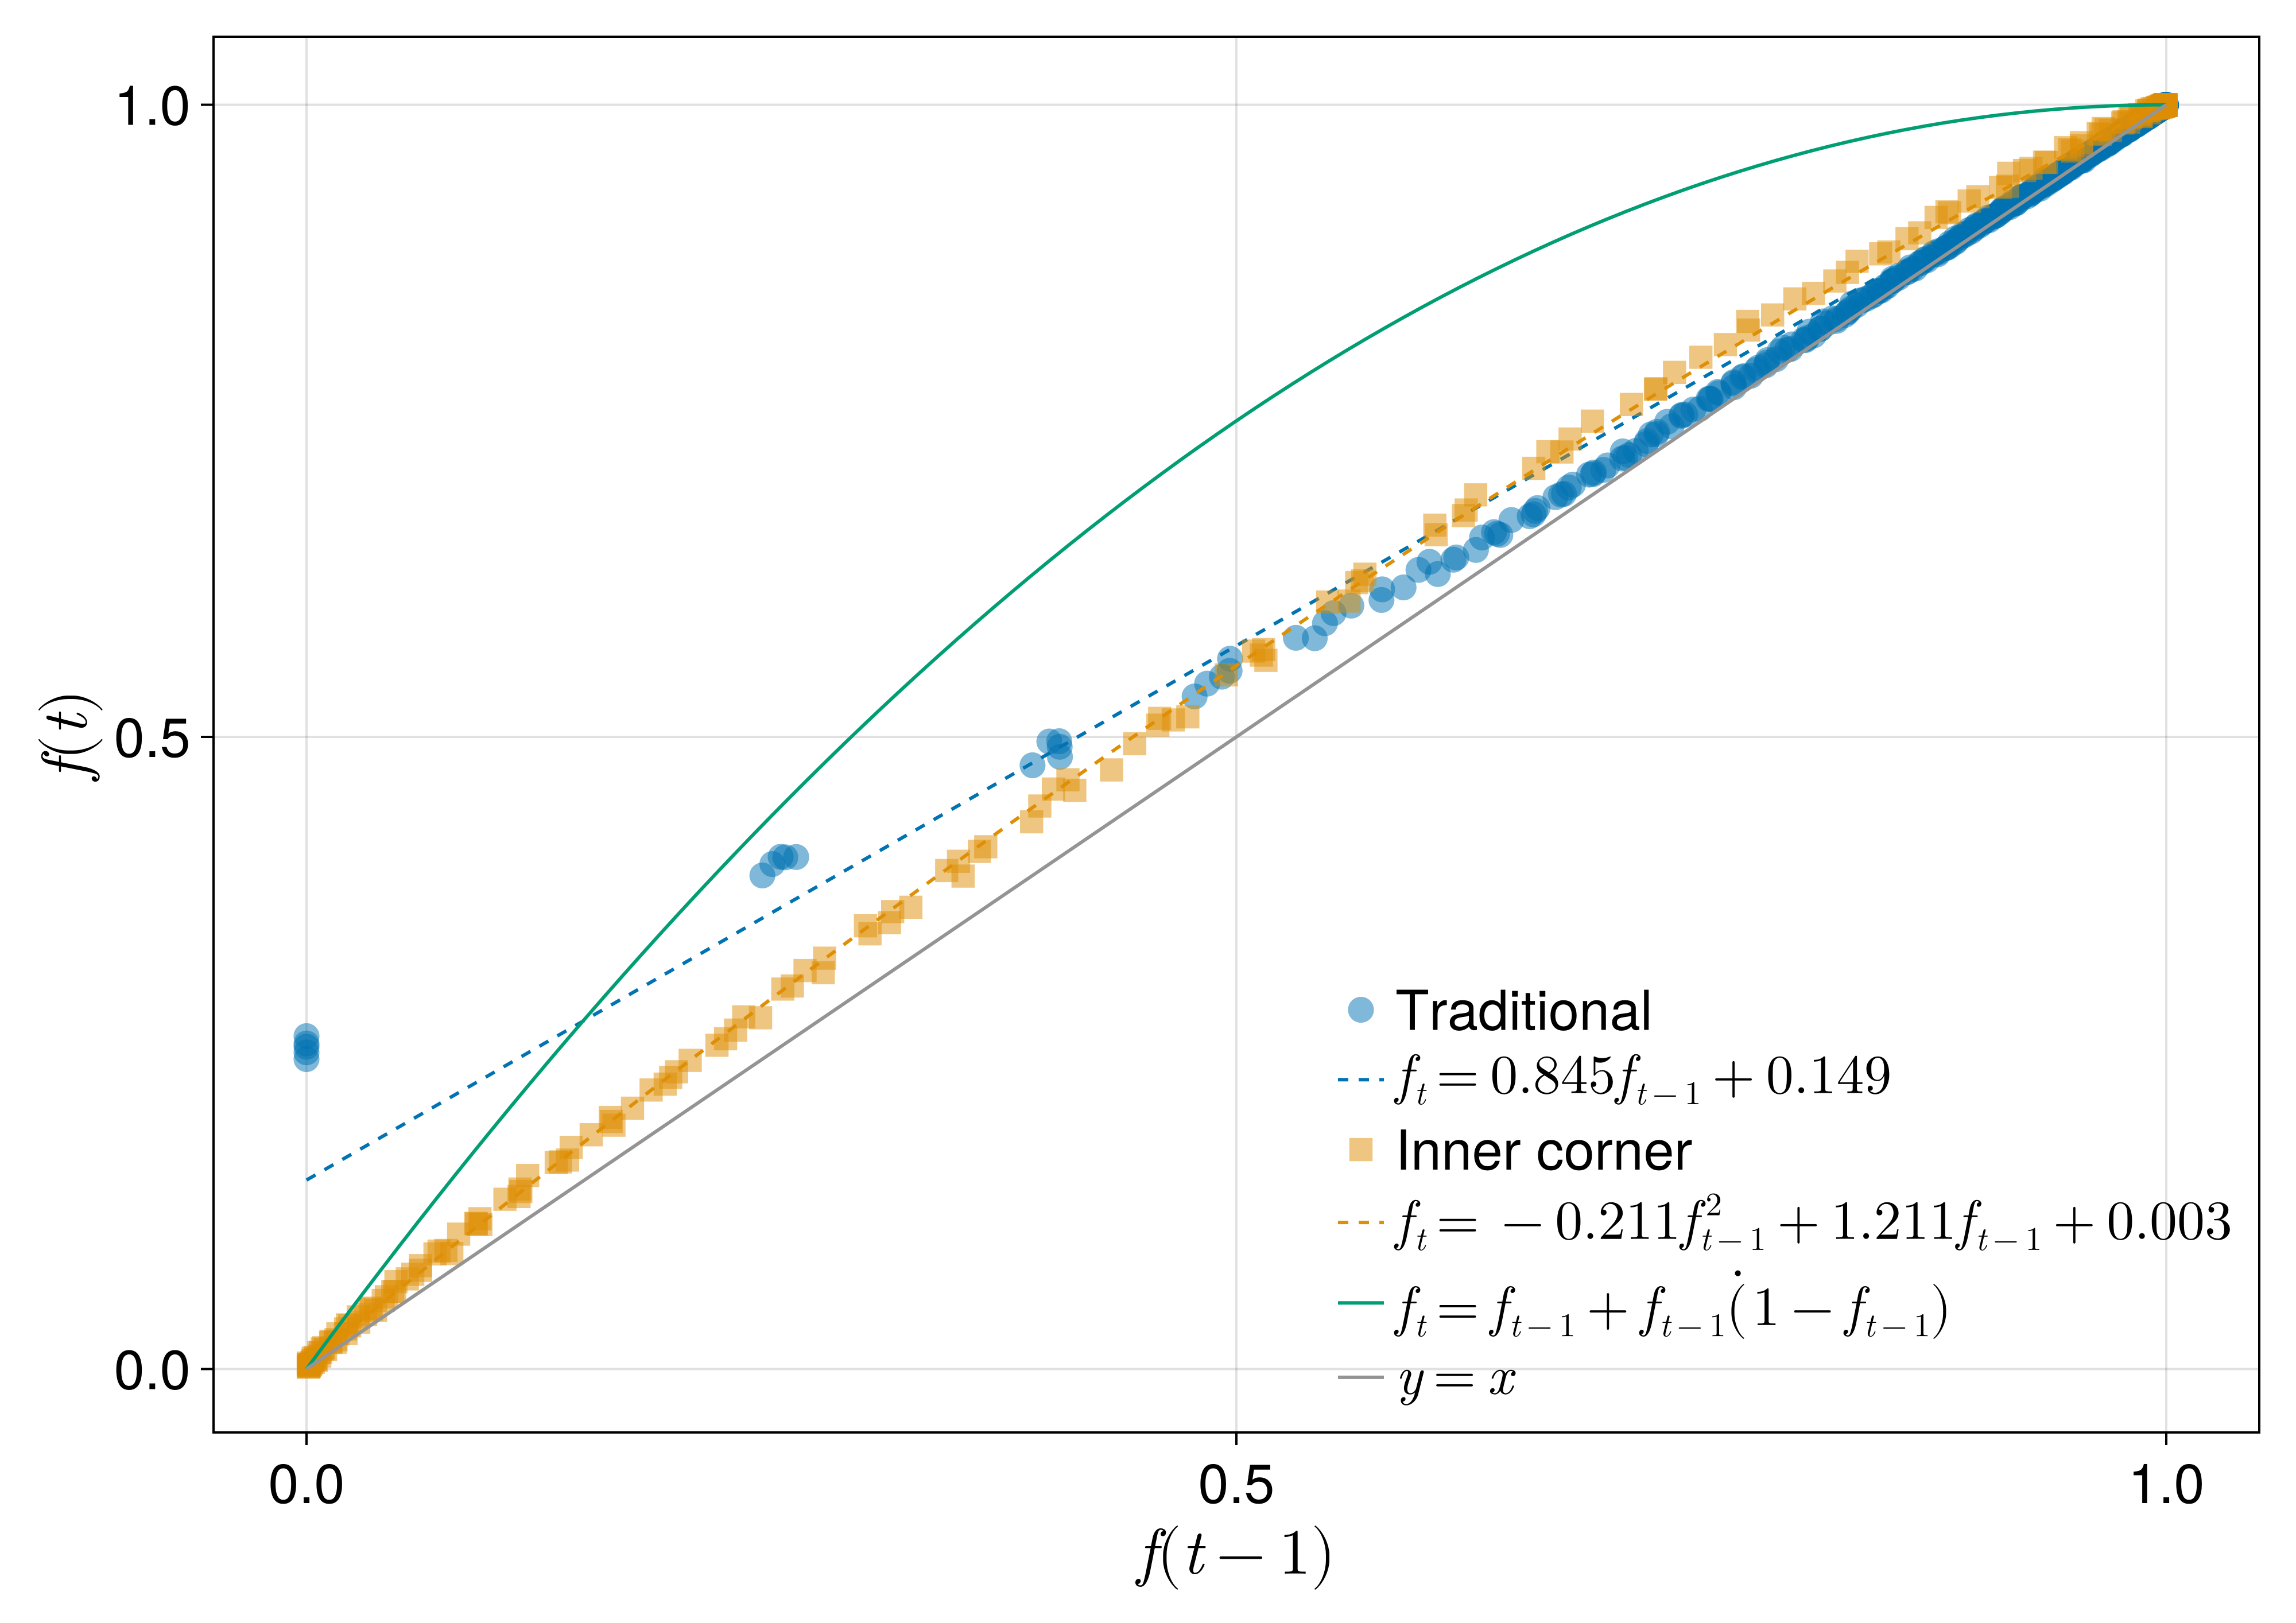 1.0
0.5
0.0
f(t)
0.0
0.5
1.0
f(t − 1)
Traditional
f_t = 0.845f_{t−1} + 0.149
Inner corner
f_t = −0.211f²_{t−1} + 1.211f_{t−1} + 0.003
f_t = f_{t−1} + f_{t−1}(̇1 − f_{t−1})
y = x